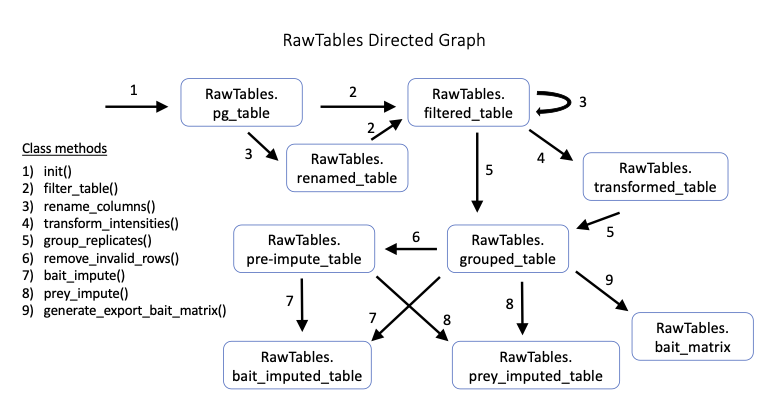 RawTables Directed Graph
1
RawTables.
pg_table
2
RawTables.
filtered_table
3
2
3
RawTables.
renamed_table
4
5
RawTables.
transformed_table
Class methods
1) init()
2) filter_table()
3) rename_columns()
4) transform_intensities()
5) group_replicates()
6) remove_invalid_rows()
7) bait_impute()
8) prey_impute()
9) generate_export_bait_matrix()
5
RawTables.
pre-impute_table
6
RawTables.
grouped_table
7
7
8
8
9
RawTables.
bait_matrix
RawTables.
bait_imputed_table
RawTables.
prey_imputed_table